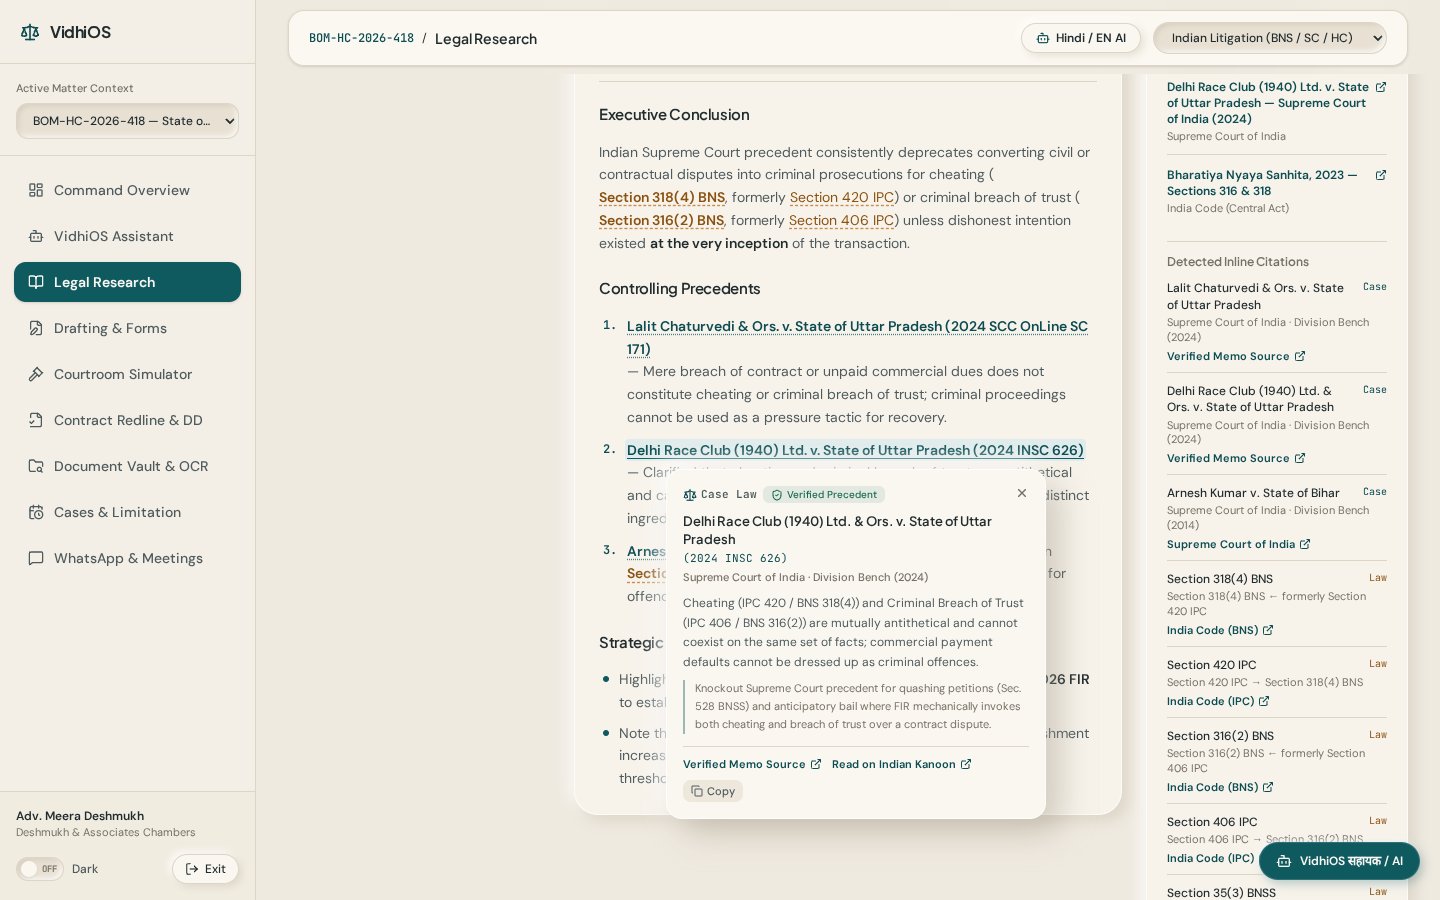 VidhiOS
Active Matter Context
BOM-HC-2026-418 — State o...
Command Overview
VidhiOS Assistant
Legal Research
Drafting & Forms
Courtroom Simulator
Contract Redline & DD
Document Vault & OCR
Cases & Limitation
WhatsApp & Meetings
Adv. Meera Deshmukh
Deshmukh & Associates Chambers
OFF Dark
Exit
BOM-HC-2026-418 / Legal Research
Hindi / EN AI
Indian Litigation (BNS / SC / HC)
Executive Conclusion
Indian Supreme Court precedent consistently deprecates converting civil or
contractual disputes into criminal prosecutions for cheating (
Section 318(4) BNS, formerly Section 420 IPC) or criminal breach of trust (
Section 316(2) BNS, formerly Section 406 IPC) unless dishonest intention
existed at the very inception of the transaction.
Controlling Precedents
1. Lalit Chaturvedi & Ors. v. State of Uttar Pradesh (2024 SCC OnLine SC
171)
— Mere breach of contract or unpaid commercial dues does not
constitute cheating or criminal breach of trust; criminal proceedings
cannot be used as a pressure tactic for recovery.
2. Delhi Race Club (1940) Ltd. v. State of Uttar Pradesh (2024 INSC 626)
and
distinct
3.
for
Strategic
026 FIR
to
Note
Case Law Verified Precedent
Delhi Race Club (1940) Ltd. & Ors. v. State of Uttar
Pradesh
(2024 INSC 626)
Supreme Court of India · Division Bench (2024)
Cheating (IPC 420 / BNS 318(4)) and Criminal Breach of Trust
(IPC 406 / BNS 316(2)) are mutually antithetical and cannot
coexist on the same set of facts; commercial payment
defaults cannot be dressed up as criminal offences.
Knockout Supreme Court precedent for quashing petitions (Sec.
528 BNSS) and anticipatory bail where FIR mechanically invokes
both cheating and breach of trust over a contract dispute.
Verified Memo Source Read on Indian Kanoon
Copy
Delhi Race Club (1940) Ltd. v. State
of Uttar Pradesh — Supreme Court
of India (2024)
Supreme Court of India
Bharatiya Nyaya Sanhita, 2023 —
Sections 316 & 318
India Code (Central Act)
Detected Inline Citations
Lalit Chaturvedi & Ors. v. State Case
of Uttar Pradesh
Supreme Court of India · Division Bench
(2024)
Verified Memo Source
Delhi Race Club (1940) Ltd. & Case
Ors. v. State of Uttar Pradesh
Supreme Court of India · Division Bench
(2024)
Verified Memo Source
Arnesh Kumar v. State of Bihar Case
Supreme Court of India · Division Bench
(2014)
Supreme Court of India
Section 318(4) BNS Law
Section 318(4) BNS ← formerly Section
420 IPC
India Code (BNS)
Section 420 IPC Law
Section 420 IPC → Section 318(4) BNS
India Code (IPC)
Section 316(2) BNS Law
Section 316(2) BNS ← formerly Section
406 IPC
India Code (BNS)
Section 406 IPC Law
Section 406 IPC → Section 316(2) BNS
India Code (IPC)
Section 35(3) BNSS Law
VidhiOS सहायक / AI